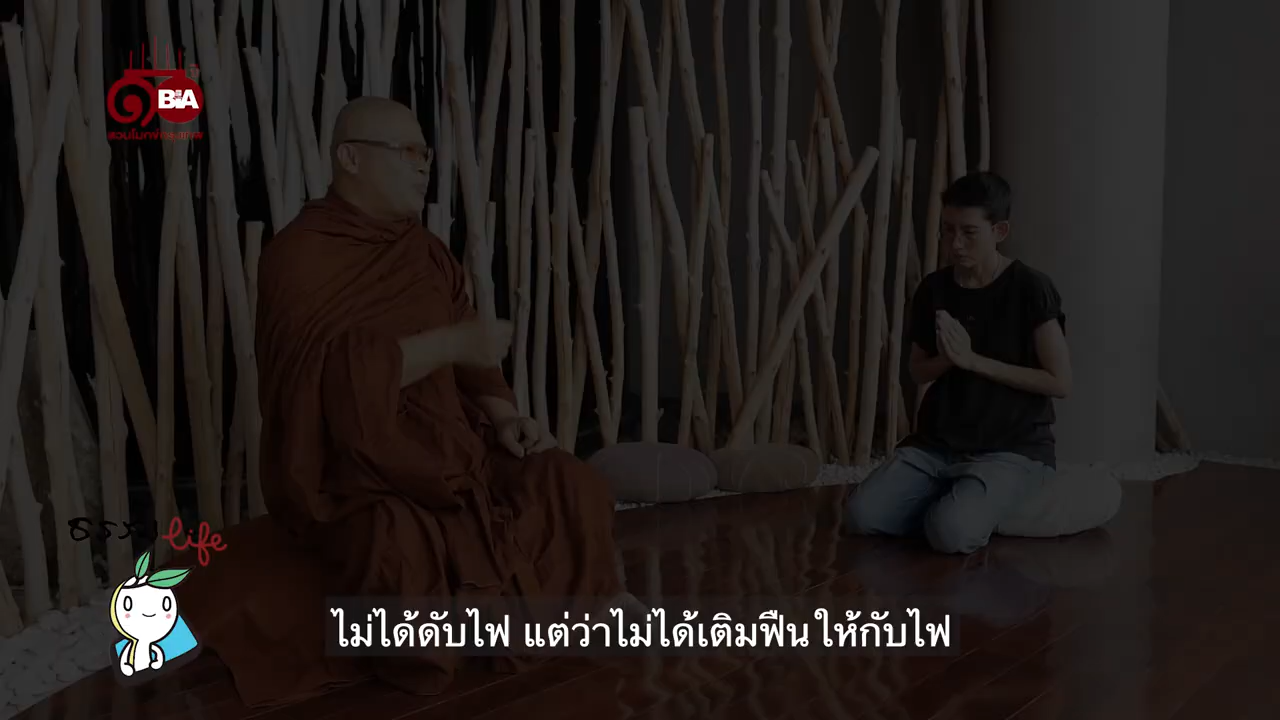 BIA
ธรรมะ life
ไม่ได้ดับไฟ แต่ว่าไม่ได้เติมฟืนให้กับไฟ